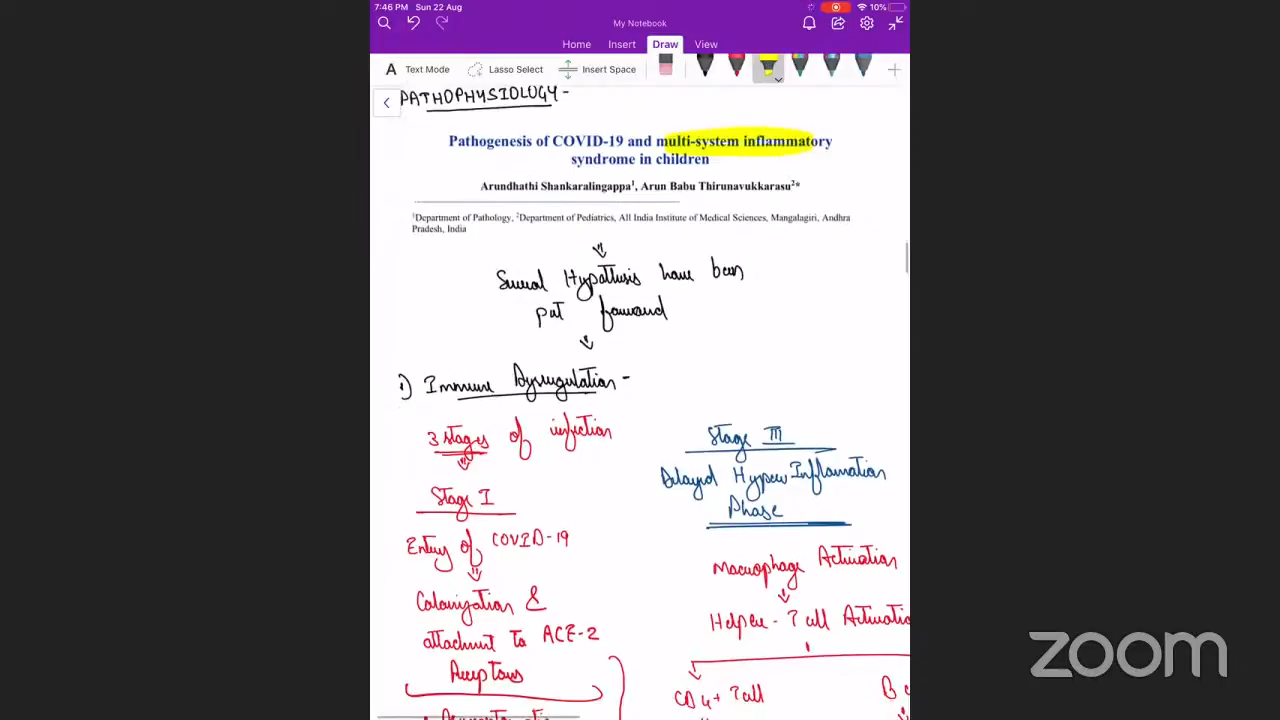 7:46 PM Sun 22 Aug
10%
My Notebook
Home Insert Draw View
A Text Mode Lasso Select Insert Space
PATHOPHYSIOLOGY-
Pathogenesis of COVID-19 and multi-system inflammatory
syndrome in children
Arundhathi Shankaralingappa1, Arun Babu Thirunavukkarasu2*
1Department of Pathology, 2Department of Pediatrics, All India Institute of Medical Sciences, Mangalagiri, Andhra
Pradesh, India
Several Hypothesis have been
put forward
1) Immune Dysregulation -
3 stages of infection
Stage I
Entry of COVID-19
Colonization &
attachment to ACE-2
Receptors
Stage III
Delayed Hyper Inflamation
Phase
Macrophage Activation
Helper - T cell Activatio
CD4+ T cell
B c
zoom